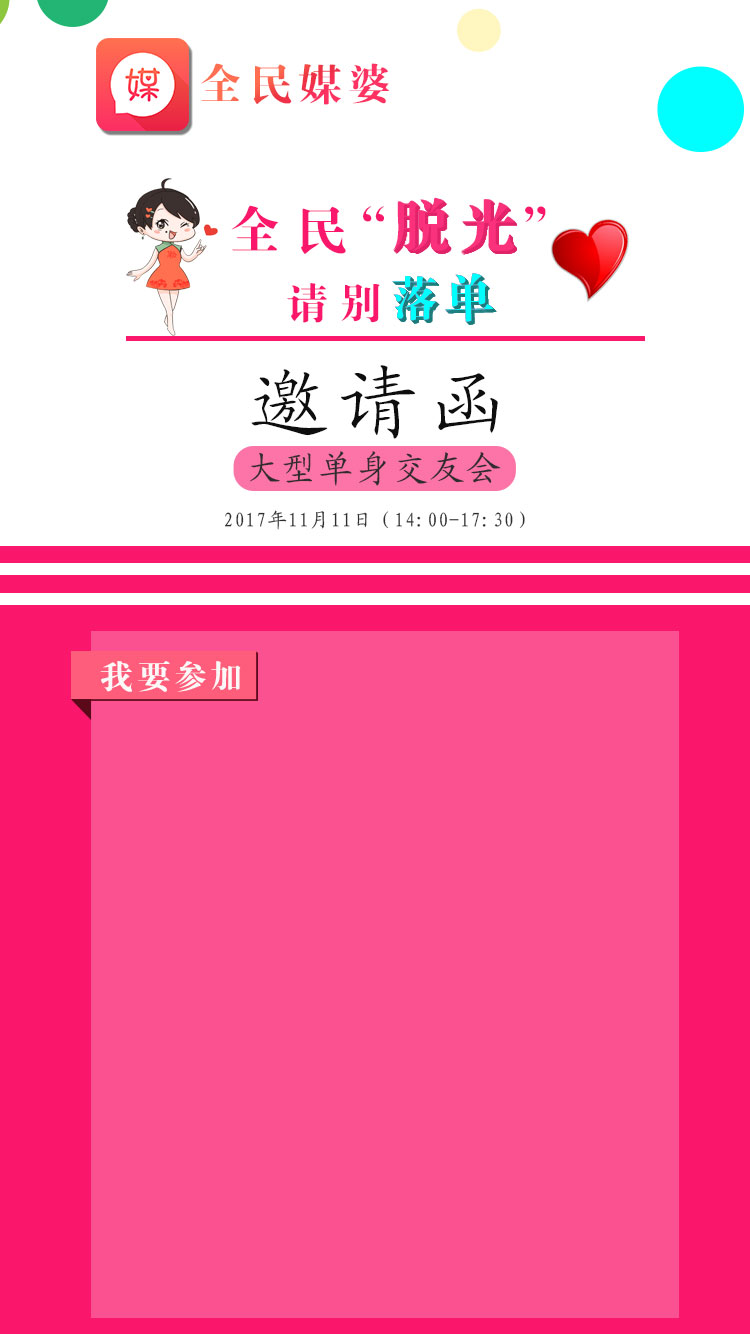 媒
全民媒婆
全民“脱光”
请别落单
邀请函
大型单身交友会
2017年11月11日(14:00-17:30)
我要参加